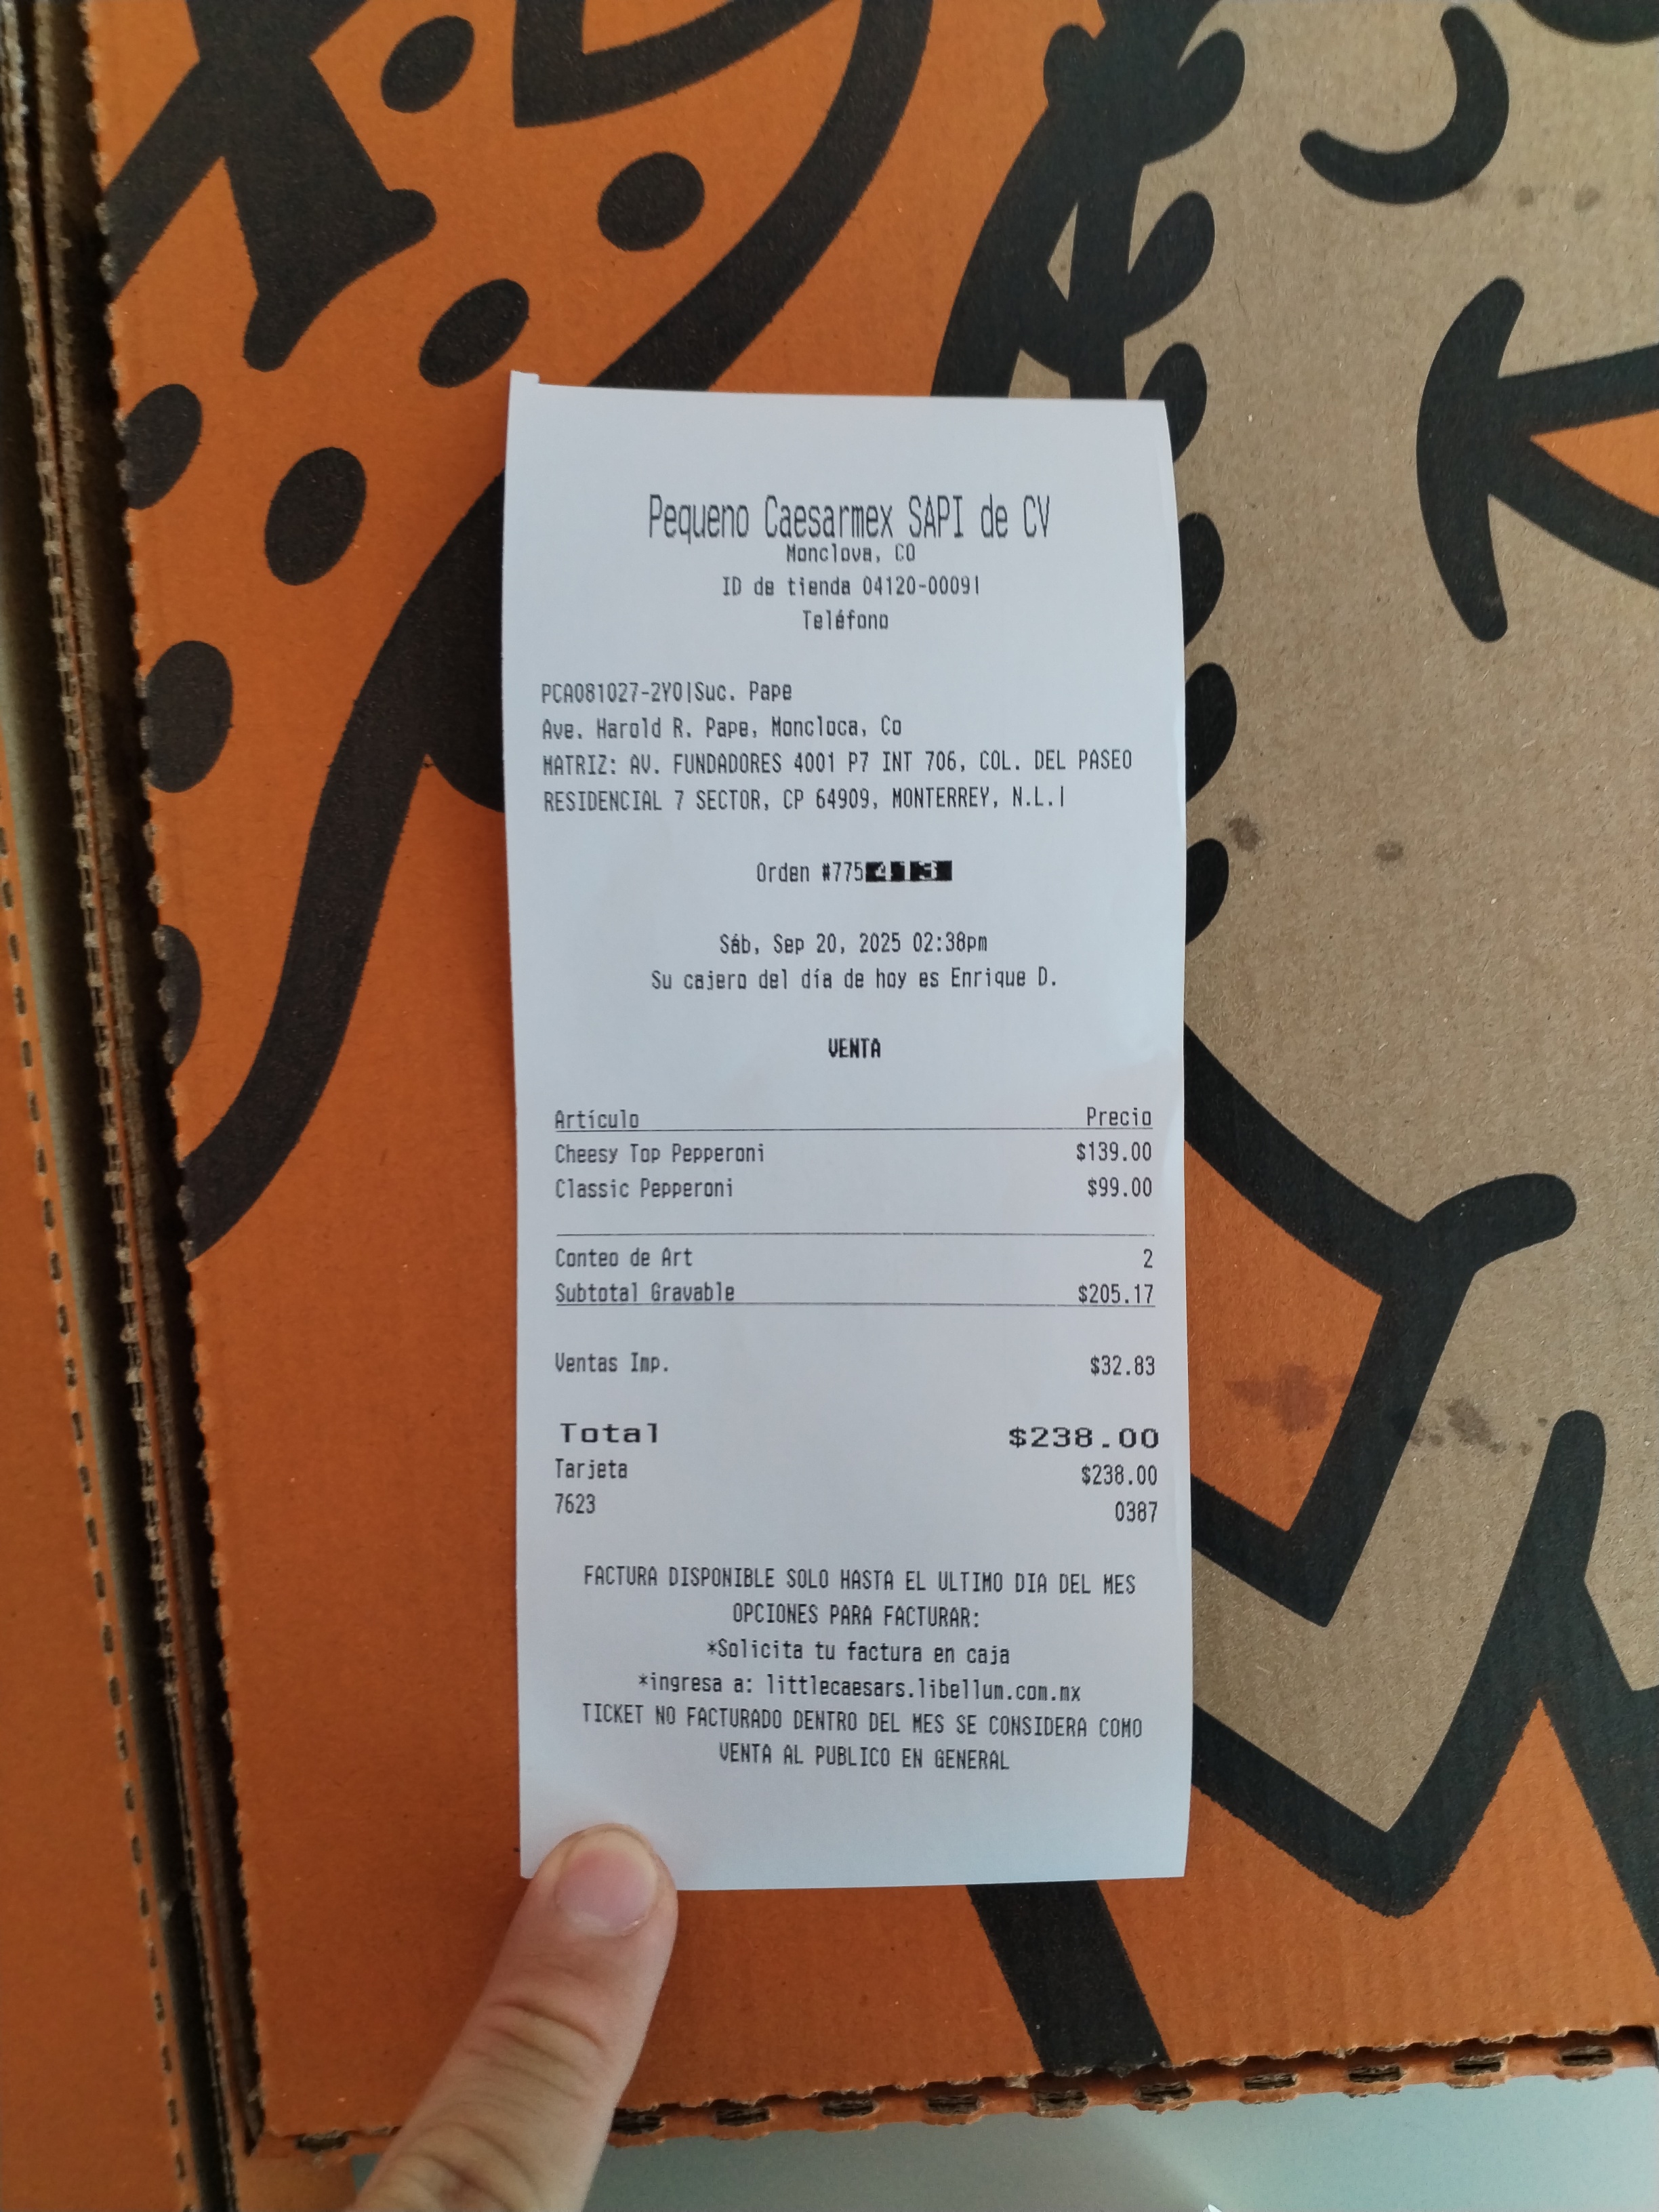 Pequeno Caesarmex SAPI de CV
Monclova, CO
ID de tienda 04120-00091
Teléfono
PCA081027-2Y0|Suc. Pape
Ave. Harold R. Pape, Moncloca, Co
MATRIZ: AV. FUNDADORES 4001 P7 INT 706, COL. DEL PASEO
RESIDENCIAL 7 SECTOR, CP 64909, MONTERREY, N.L.|
Orden #775413
Sáb, Sep 20, 2025 02:38pm
Su cajero del día de hoy es Enrique D.
VENTA
Artículo Precio
Cheesy Top Pepperoni $139.00
Classic Pepperoni $99.00
Conteo de Art 2
Subtotal Gravable $205.17
Ventas Imp. $32.83
Total $238.00
Tarjeta $238.00
7623 0387
FACTURA DISPONIBLE SOLO HASTA EL ULTIMO DIA DEL MES
OPCIONES PARA FACTURAR:
*Solicita tu factura en caja
*ingresa a: littlecaesars.libellum.com.mx
TICKET NO FACTURADO DENTRO DEL MES SE CONSIDERA COMO
VENTA AL PUBLICO EN GENERAL